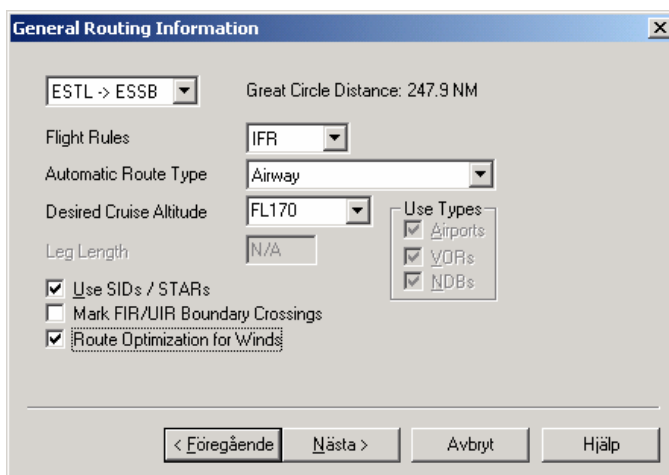 General Routing Information
ESTL -> ESSB
Great Circle Distance: 247.9 NM
Flight Rules
IFR
Automatic Route Type
Airway
Desired Cruise Altitude
FL170
Use Types
Airports
VORs
NDBs
Leg Length
N/A
Use SIDs / STARs
Mark FIR/UIR Boundary Crossings
Route Optimization for Winds
< Föregående
Nästa >
Avbryt
Hjälp